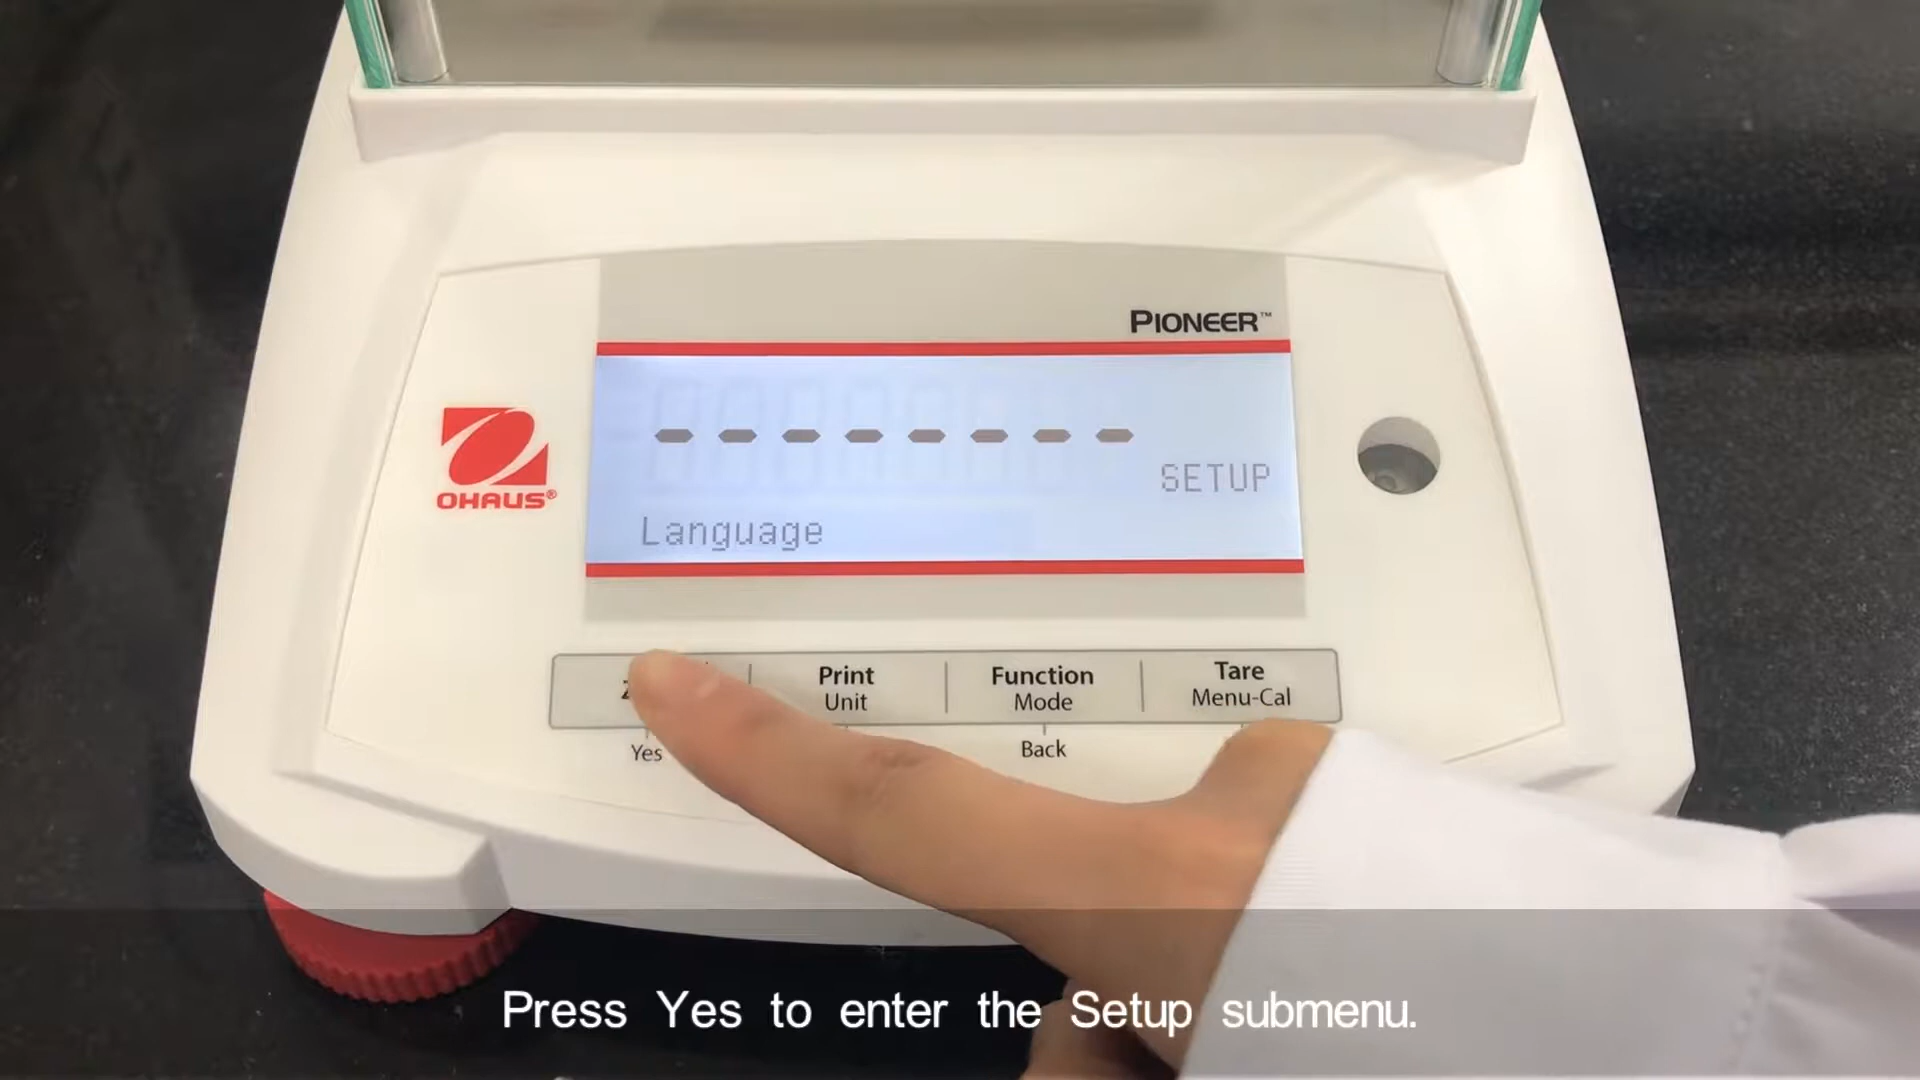 PIONEER™
SETUP
Language
OHAUS®
Print
Unit
Function
Mode
Tare
Menu-Cal
Yes
Back
Press Yes to enter the Setup submenu.